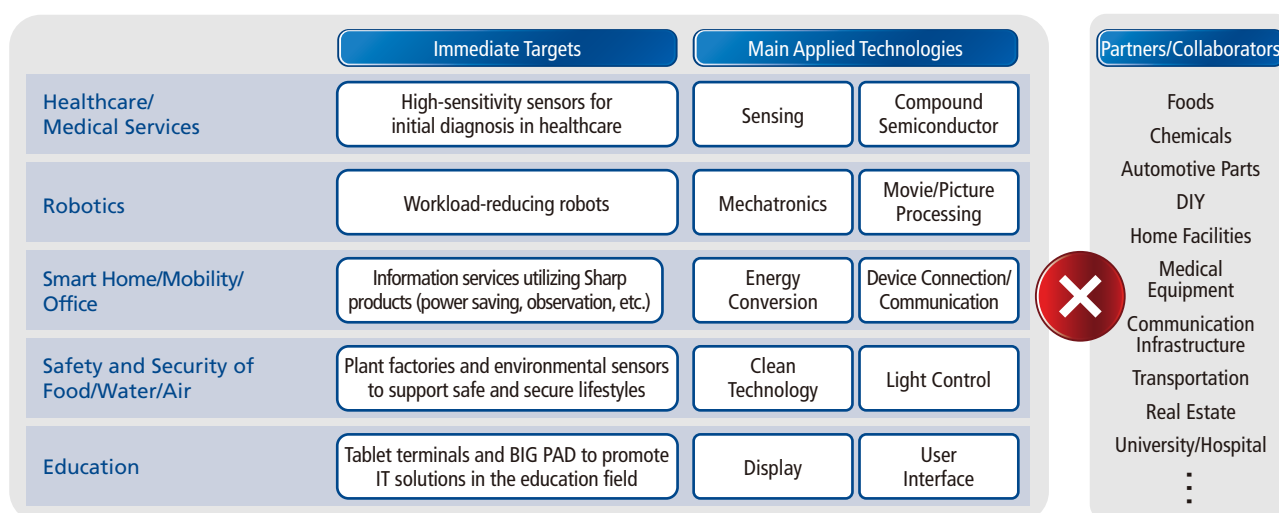 Immediate Targets
Main Applied Technologies
Partners/Collaborators
Healthcare/
Medical Services
High-sensitivity sensors for
initial diagnosis in healthcare
Sensing
Compound
Semiconductor
Robotics
Workload-reducing robots
Mechatronics
Movie/Picture
Processing
Smart Home/Mobility/
Office
Information services utilizing Sharp
products (power saving, observation, etc.)
Energy
Conversion
Device Connection/
Communication
Safety and Security of
Food/Water/Air
Plant factories and environmental sensors
to support safe and secure lifestyles
Clean
Technology
Light Control
Education
Tablet terminals and BIG PAD to promote
IT solutions in the education field
Display
User
Interface
Foods
Chemicals
Automotive Parts
DIY
Home Facilities
Medical
Equipment
Communication
Infrastructure
Transportation
Real Estate
University/Hospital